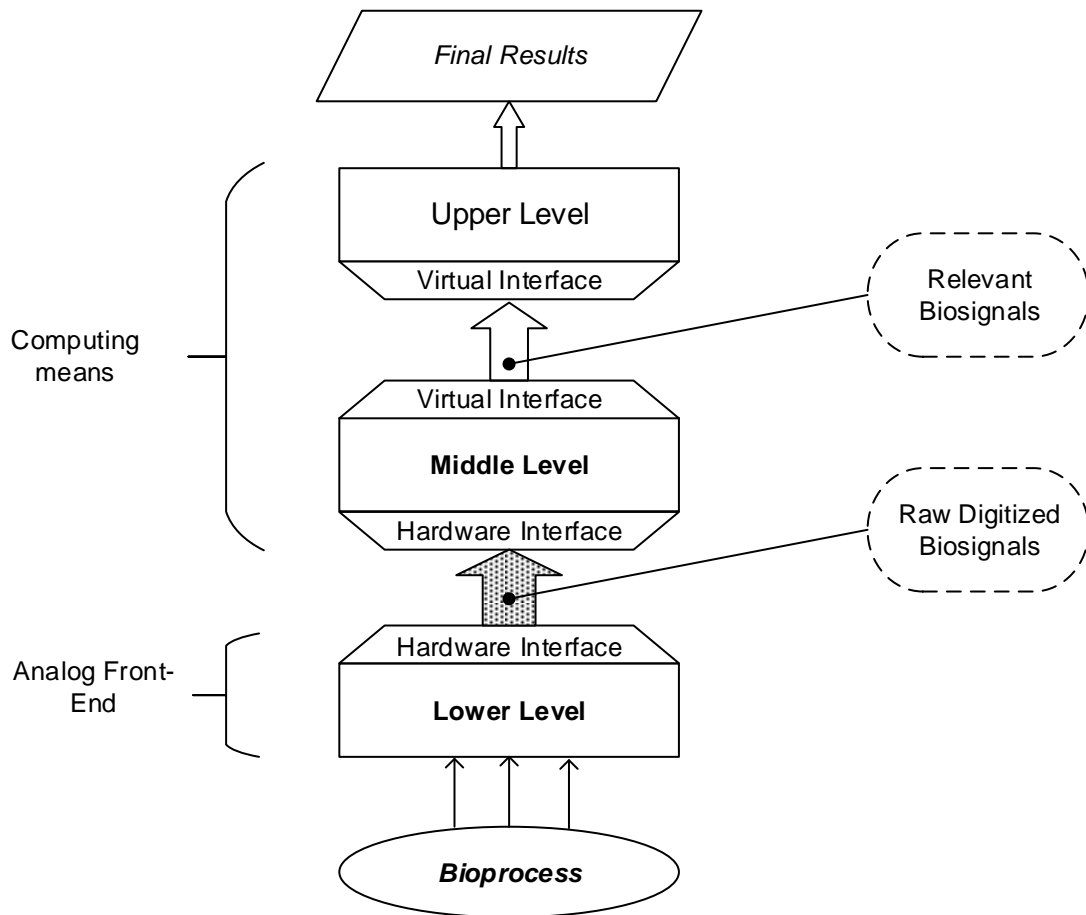 Final Results
Upper Level
Virtual Interface
Relevant
Biosignals
Computing
means
Virtual Interface
Middle Level
Hardware Interface
Raw Digitized
Biosignals
Hardware Interface
Analog Front-
End
Lower Level
Bioprocess